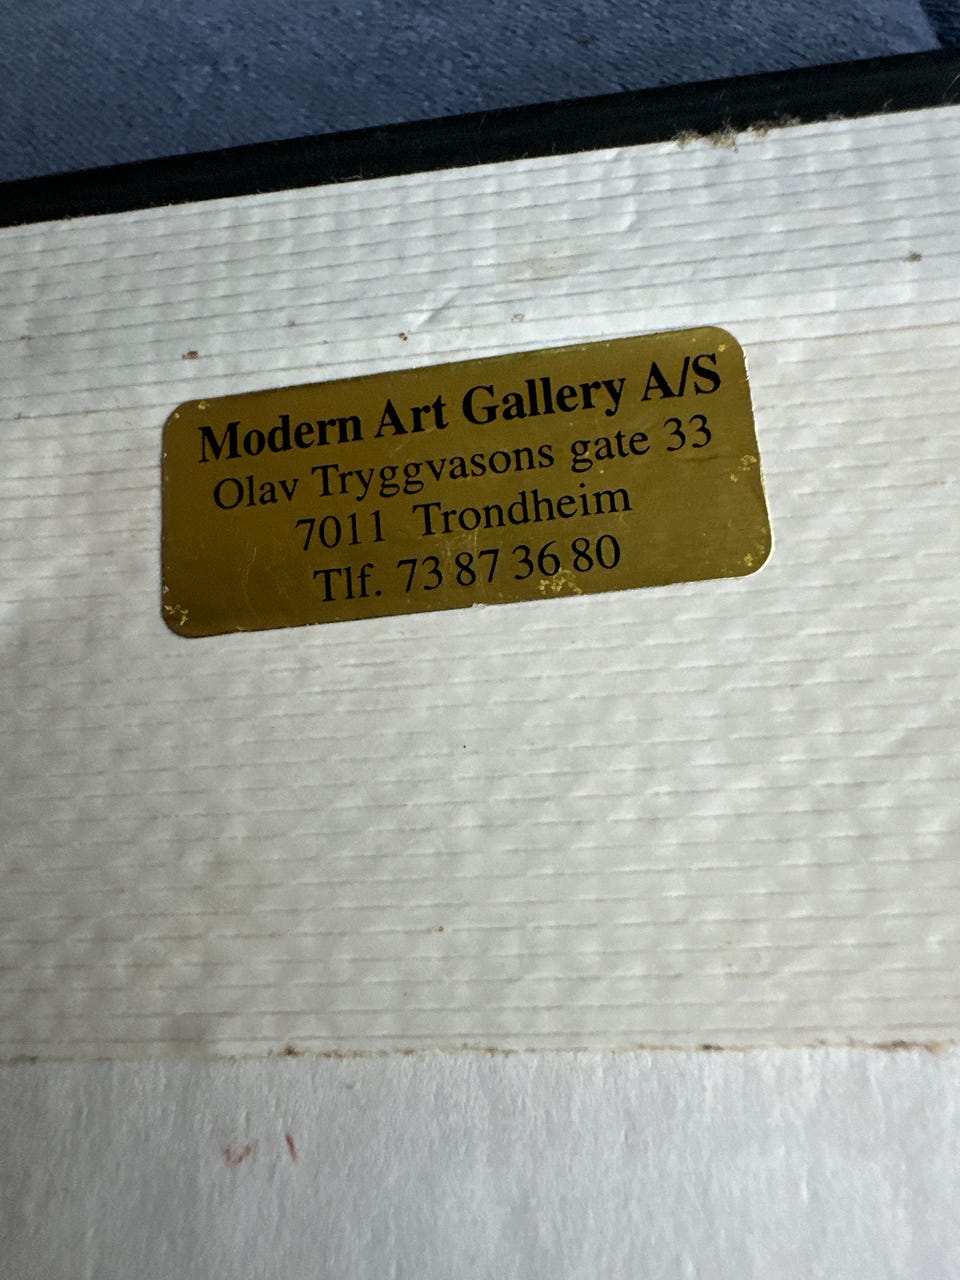 Modern Art Gallery A/S
Olav Tryggvasons gate 33
7011 Trondheim
Tlf. 73 87 36 80